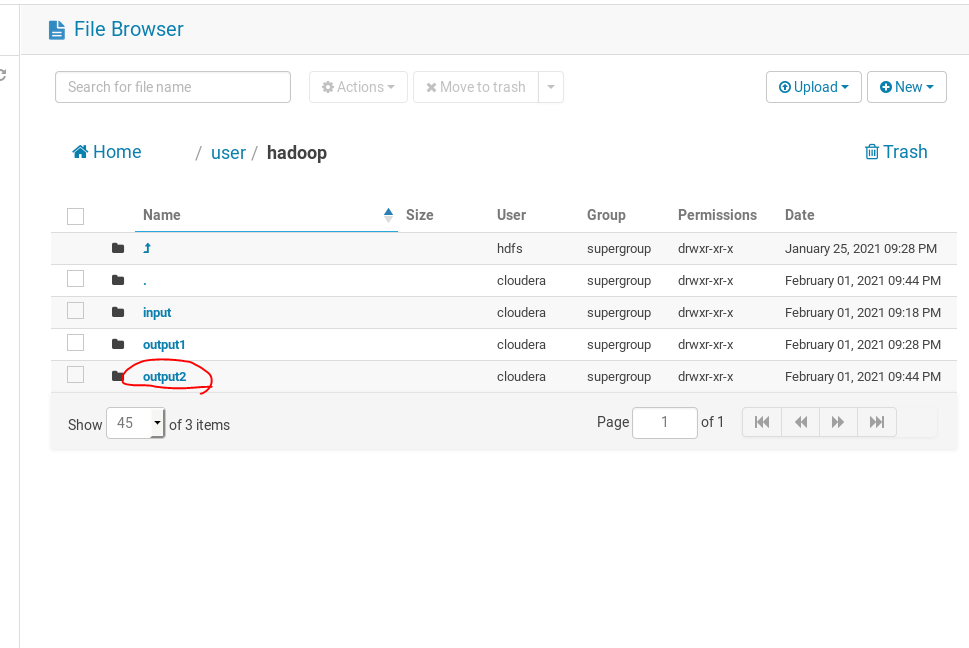 File Browser
Search for file name Actions Move to trash Upload New
Home / user / hadoop Trash
Name Size User Group Permissions Date
hdfs supergroup drwxr-xr-x January 25, 2021 09:28 PM
. cloudera supergroup drwxr-xr-x February 01, 2021 09:44 PM
input cloudera supergroup drwxr-xr-x February 01, 2021 09:18 PM
output1 cloudera supergroup drwxr-xr-x February 01, 2021 09:28 PM
output2 cloudera supergroup drwxr-xr-x February 01, 2021 09:44 PM
Show 45 of 3 items Page 1 of 1